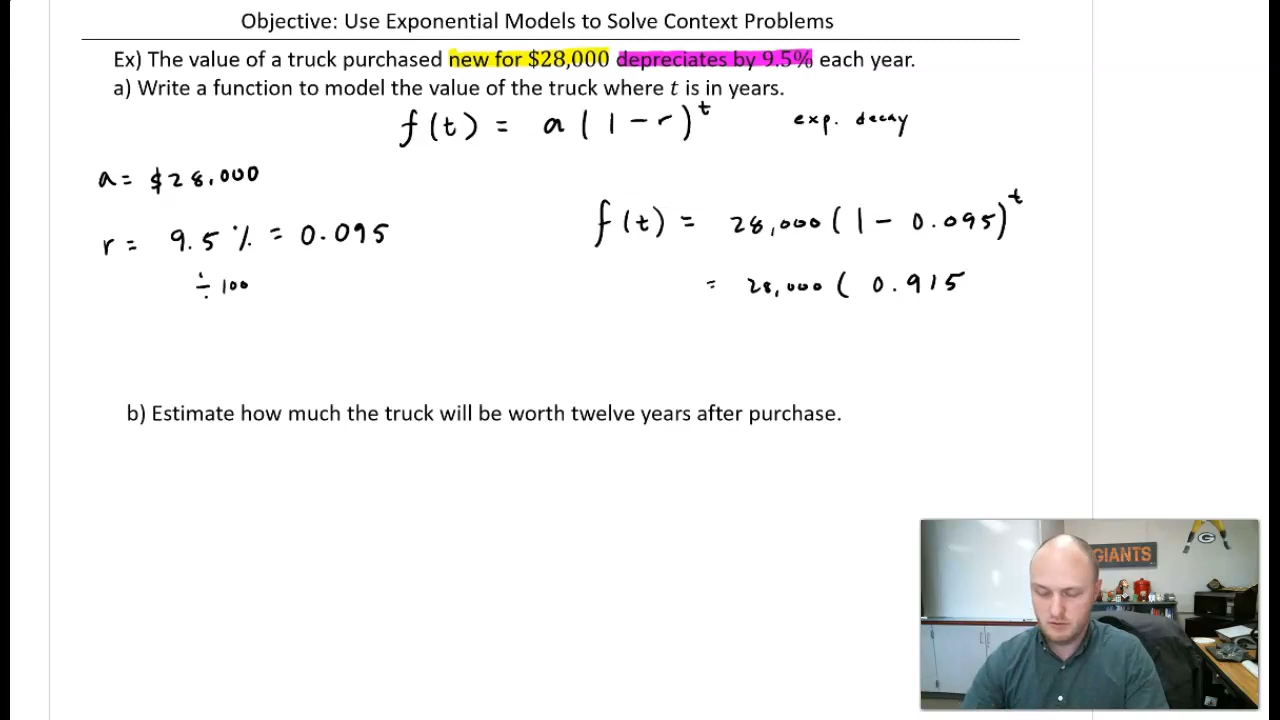 Objective: Use Exponential Models to Solve Context Problems
Ex) The value of a truck purchased new for $28,000 depreciates by 9.5% each year.
a) Write a function to model the value of the truck where t is in years.
f(t) = a(1-r)^t exp. decay
a = $28,000
f(t) = 28,000(1 - 0.095)^t
r = 9.5% = 0.095
÷ 100
= 28,000( 0.915
b) Estimate how much the truck will be worth twelve years after purchase.
GIANTS
G